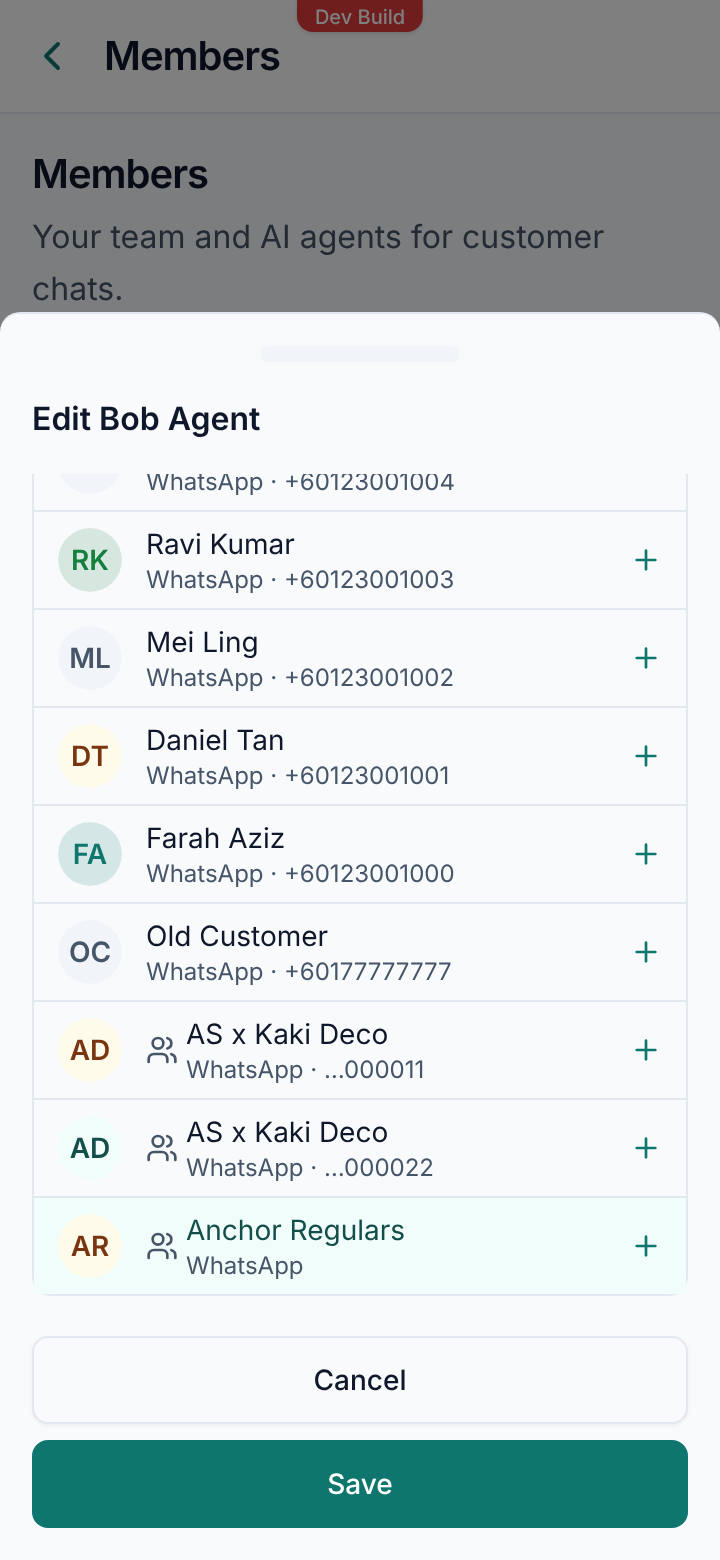 Dev Build
Members
Members
Your team and AI agents for customer
chats.
Edit Bob Agent
WhatsApp · +60123001004
RK
Ravi Kumar
WhatsApp · +60123001003
ML
Mei Ling
WhatsApp · +60123001002
DT
Daniel Tan
WhatsApp · +60123001001
FA
Farah Aziz
WhatsApp · +60123001000
OC
Old Customer
WhatsApp · +60177777777
AD
AS x Kaki Deco
WhatsApp · ...000011
AD
AS x Kaki Deco
WhatsApp · ...000022
AR
Anchor Regulars
WhatsApp
Cancel
Save